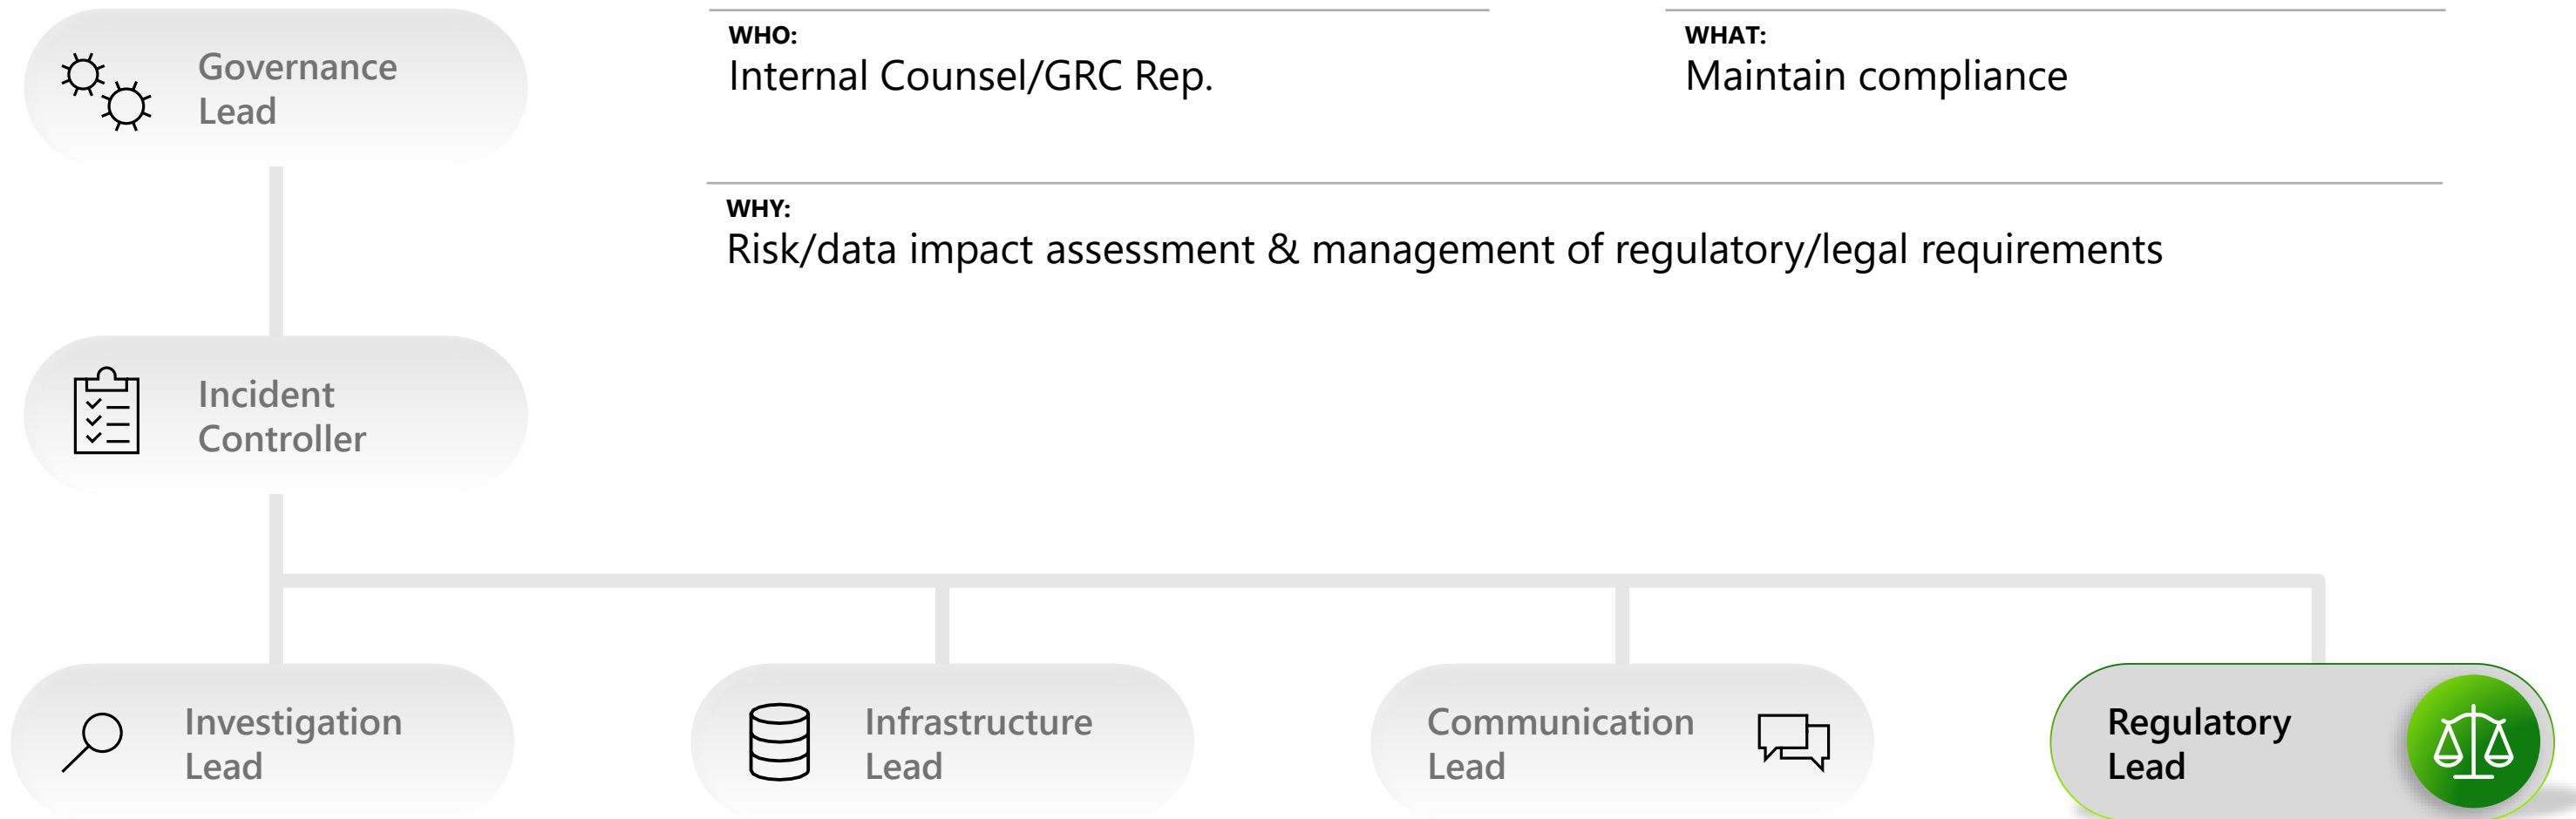 Governance
Lead
WHO:
Internal Counsel/GRC Rep.
WHAT:
Maintain compliance
WHY:
Risk/data impact assessment & management of regulatory/legal requirements
Incident
Controller
Investigation
Lead
Infrastructure
Lead
Communication
Lead
Regulatory
Lead